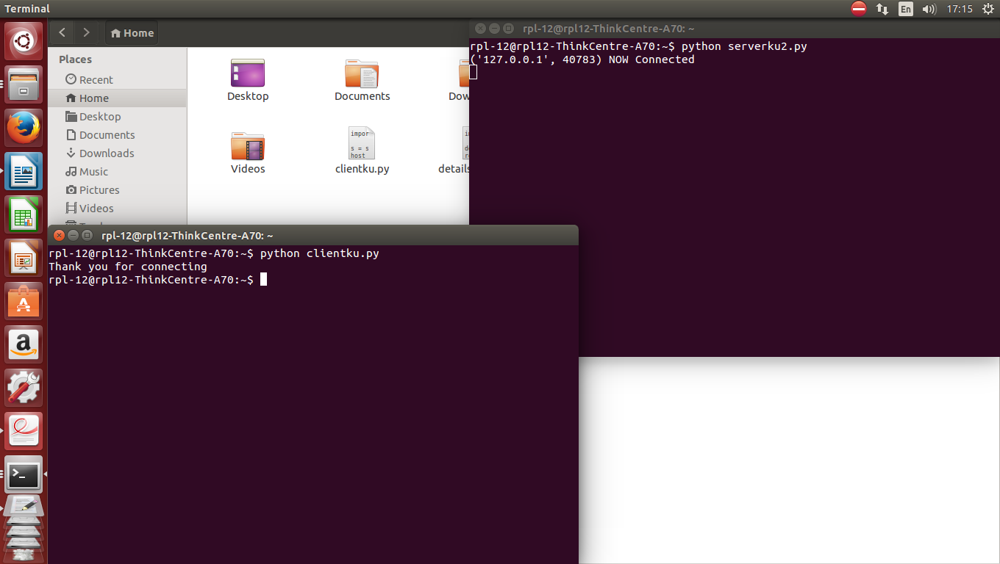 Terminal
En
17:15
Home
rpl-12@rpl12-ThinkCentre-A70: ~
Places
Recent
Home
Desktop
Documents
Downloads
Music
Pictures
Videos
Desktop
Documents
Dow
Videos
clientku.py
details
impor
s = s
host
rpl-12@rpl12-ThinkCentre-A70:~$ python serverku2.py
('127.0.0.1', 40783) NOW Connected
rpl-12@rpl12-ThinkCentre-A70: ~
rpl-12@rpl12-ThinkCentre-A70:~$ python clientku.py
Thank you for connecting
rpl-12@rpl12-ThinkCentre-A70:~$